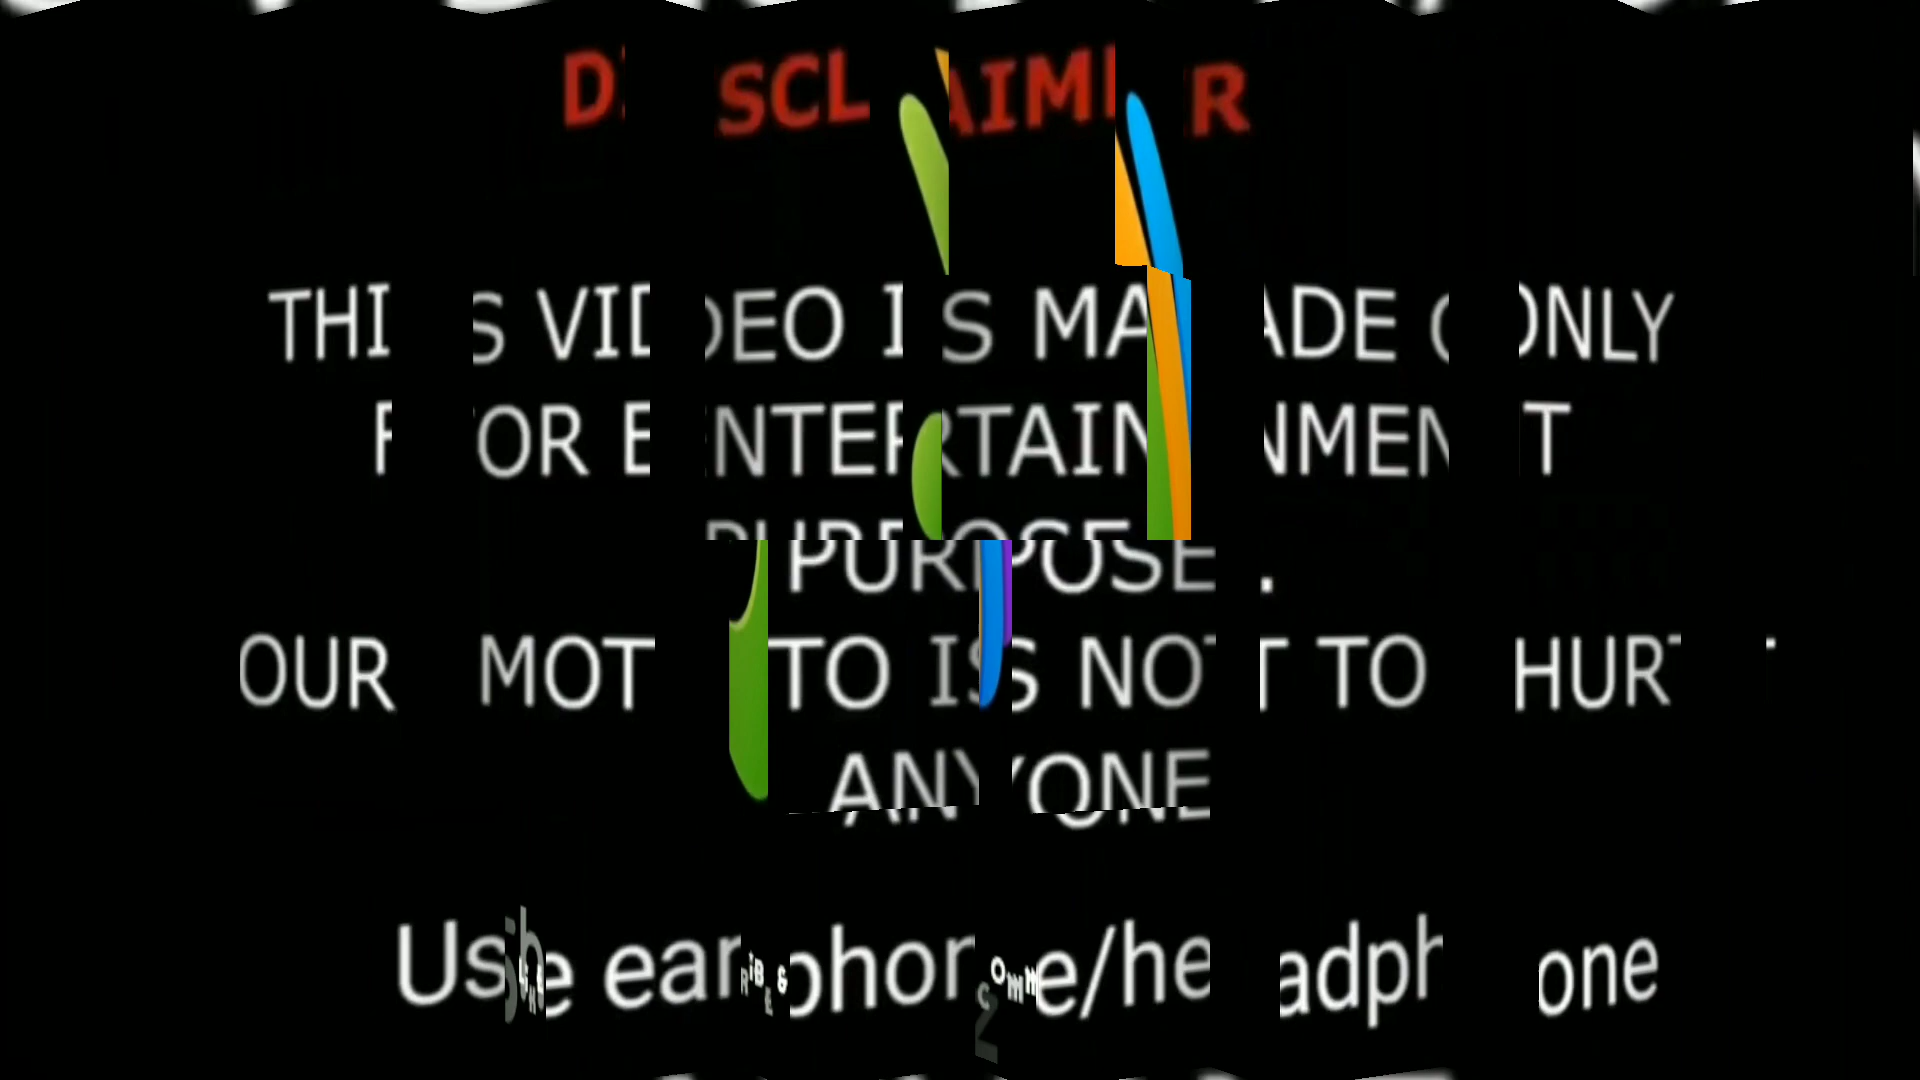 DISCLAIMER
THIS VIDEO IS MADE ONLY
FOR ENTERTAINMENT
PURPOSE.
OUR MOTTO IS NOT TO HURT
ANYONE
Use earphone/headphone